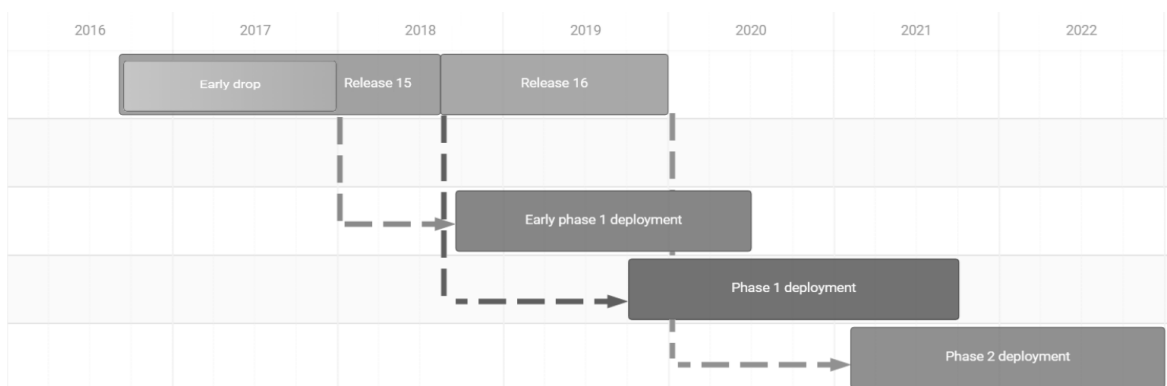 2016 2017 2018 2019 2020 2021 2022
Early drop Release 15 Release 16
Early phase 1 deployment
Phase 1 deployment
Phase 2 deployment